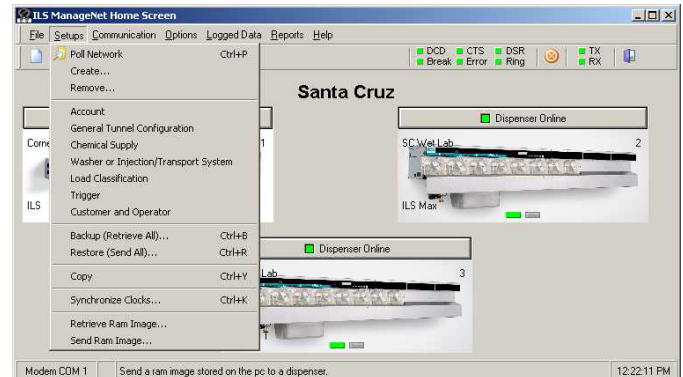 ILS ManageNet Home Screen
File Setups Communication Options Logged Data Reports Help
DCD CTS DSR TX
Break Error Ring RX
Poll Network Ctrl+P
Create...
Remove...
Account
General Tunnel Configuration
Chemical Supply
Washer or Injection/Transport System
Load Classification
Trigger
Customer and Operator
Backup (Retrieve All)... Ctrl+B
Restore (Send All)... Ctrl+R
Copy Ctrl+Y
Synchronize Clocks... Ctrl+K
Retrieve Ram Image...
Send Ram Image...
Santa Cruz
Dispenser Online
Corne 1
SC Wet Lab 2
ILS
ILS Max
Dispenser Online
Lab 3
Modem COM 1 Send a ram image stored on the pc to a dispenser. 12:22:11 PM